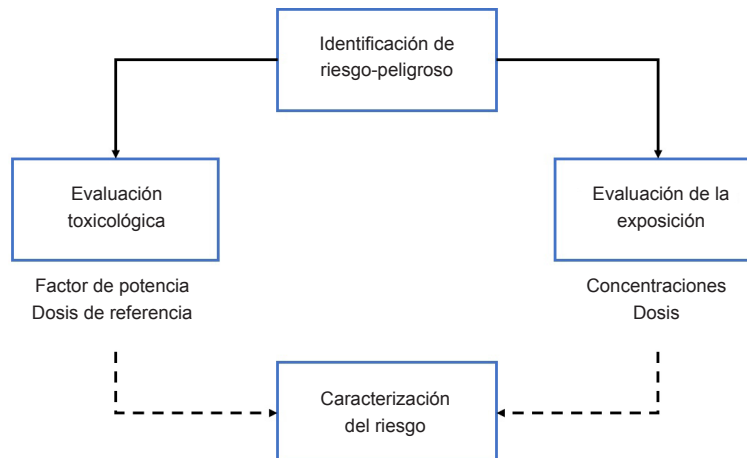 Identificación de
riesgo-peligroso
Evaluación
toxicológica
Evaluación de la
exposición
Factor de potencia
Dosis de referencia
Concentraciones
Dosis
Caracterización
del riesgo